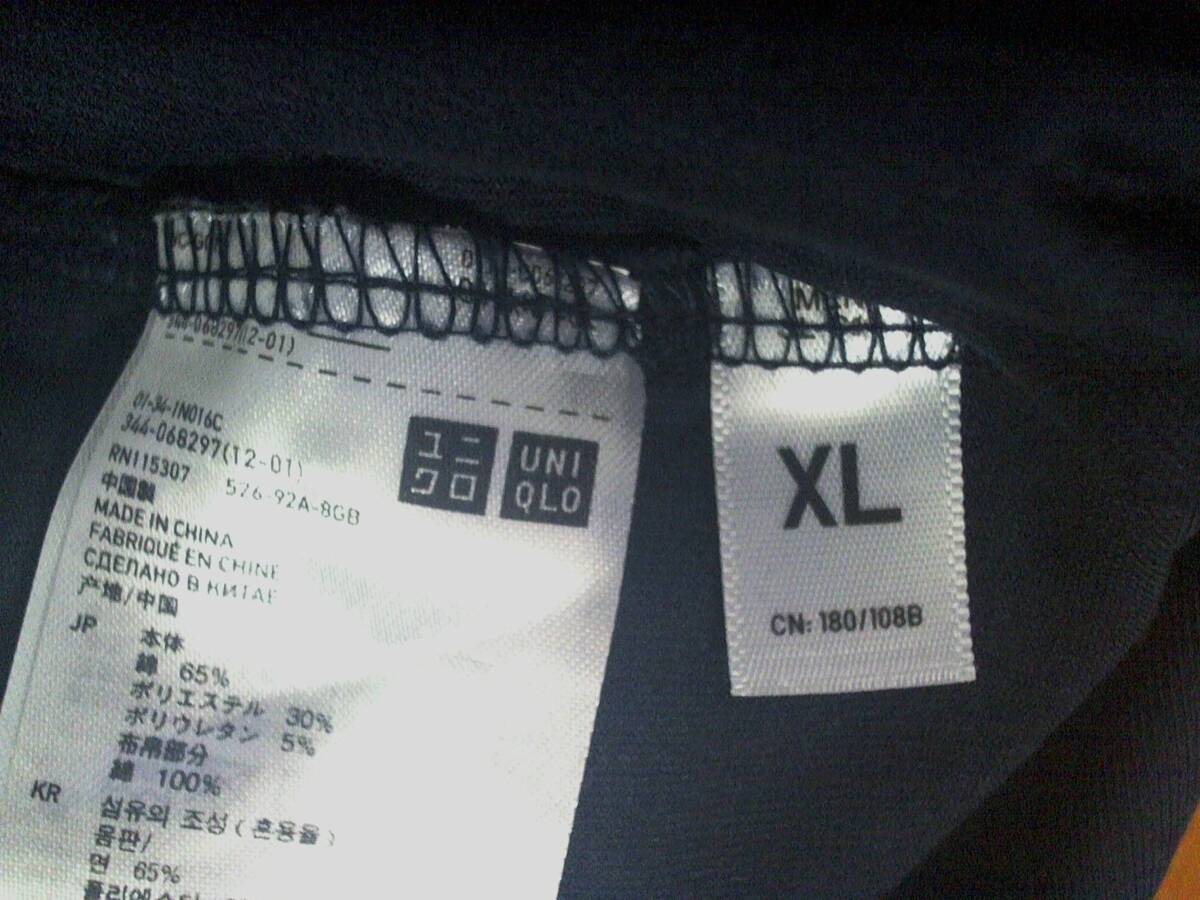 344-068297(12-01)
01-34-1N016C
344-068297(12-01)
RN115307 526-92A-8GB
中国製
MADE IN CHINA
FABRIQUÉ EN CHINE
СДЕЛАНО В КИТАЕ
产地/中国
JP 本体
綿 65%
ポリエステル 30%
ポリウレタン 5%
布帛部分
綿 100%
KR 섬유의 조성(혼용율)
몸판/
면 65%
ユニ
クロ
UNI
QLO
MEN
XL
CN: 180/108B